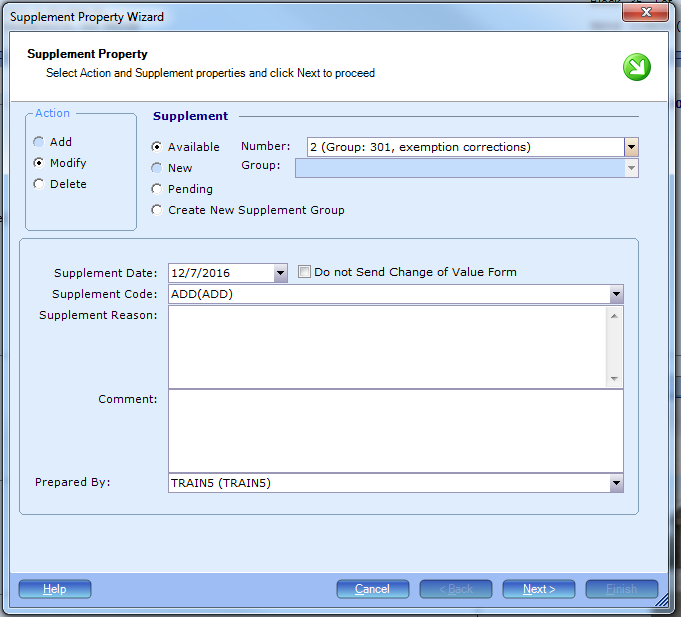 Supplement Property Wizard
Supplement Property
Select Action and Supplement properties and click Next to proceed
Action
Add
Modify
Delete
Supplement
Available
New
Pending
Create New Supplement Group
Number: 2 (Group: 301, exemption corrections)
Group:
Supplement Date: 12/7/2016 Do not Send Change of Value Form
Supplement Code: ADD(ADD)
Supplement Reason:
Comment:
Prepared By: TRAIN5 (TRAIN5)
Help Cancel < Back Next > Finish